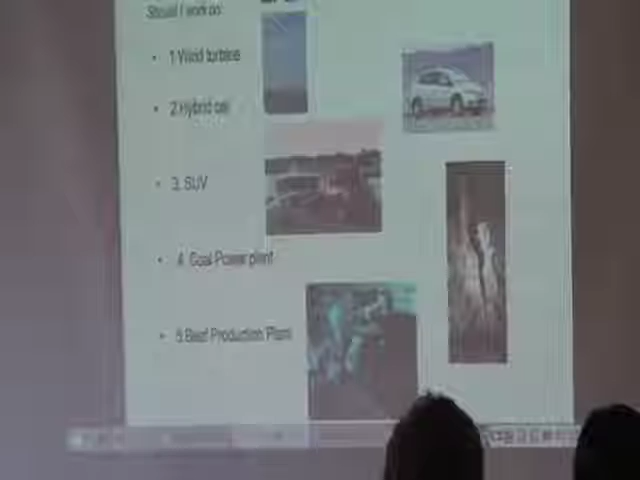 Should I work on:
• 1 Wind turbine
• 2 Hybrid car
• 3. SUV
• 4. Coal Power plant
• 5 Beef Production Plant